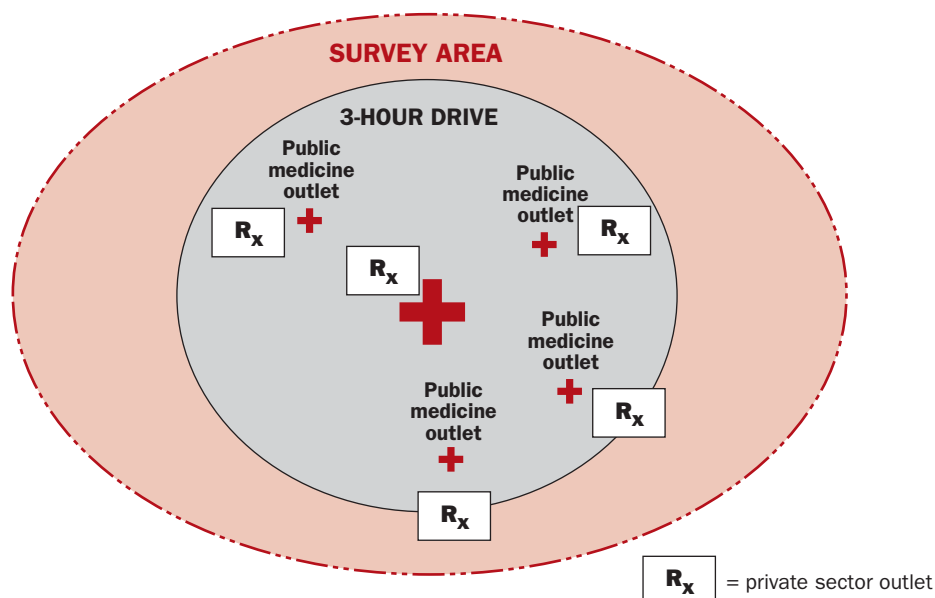 SURVEY AREA
3-HOUR DRIVE
Public
medicine
outlet
Rx
Public
medicine
outlet
Rx
Rx
Public
medicine
outlet
Rx
Public
medicine
outlet
Rx
Rx = private sector outlet